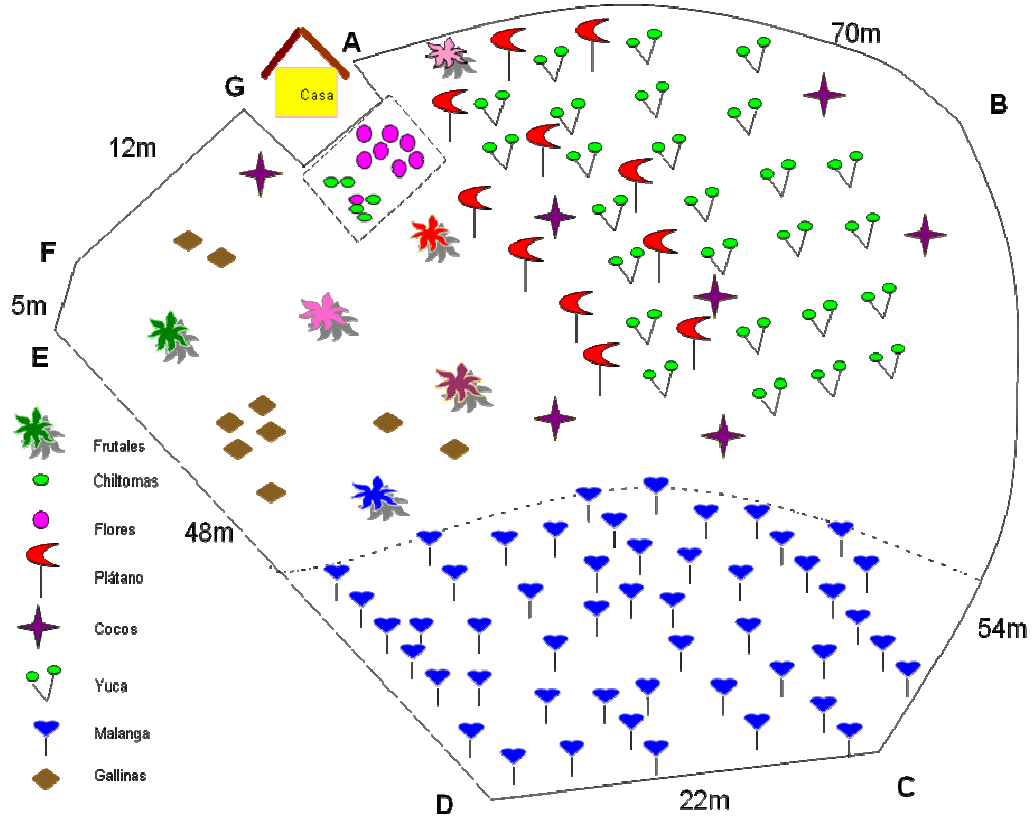 A
70m
G
Casa
B
12m
F
5m
E
Frutales
Chiltomas
Flores
48m
Plátano
Cocos
54m
Yuca
Malanga
Gallinas
D
22m
C